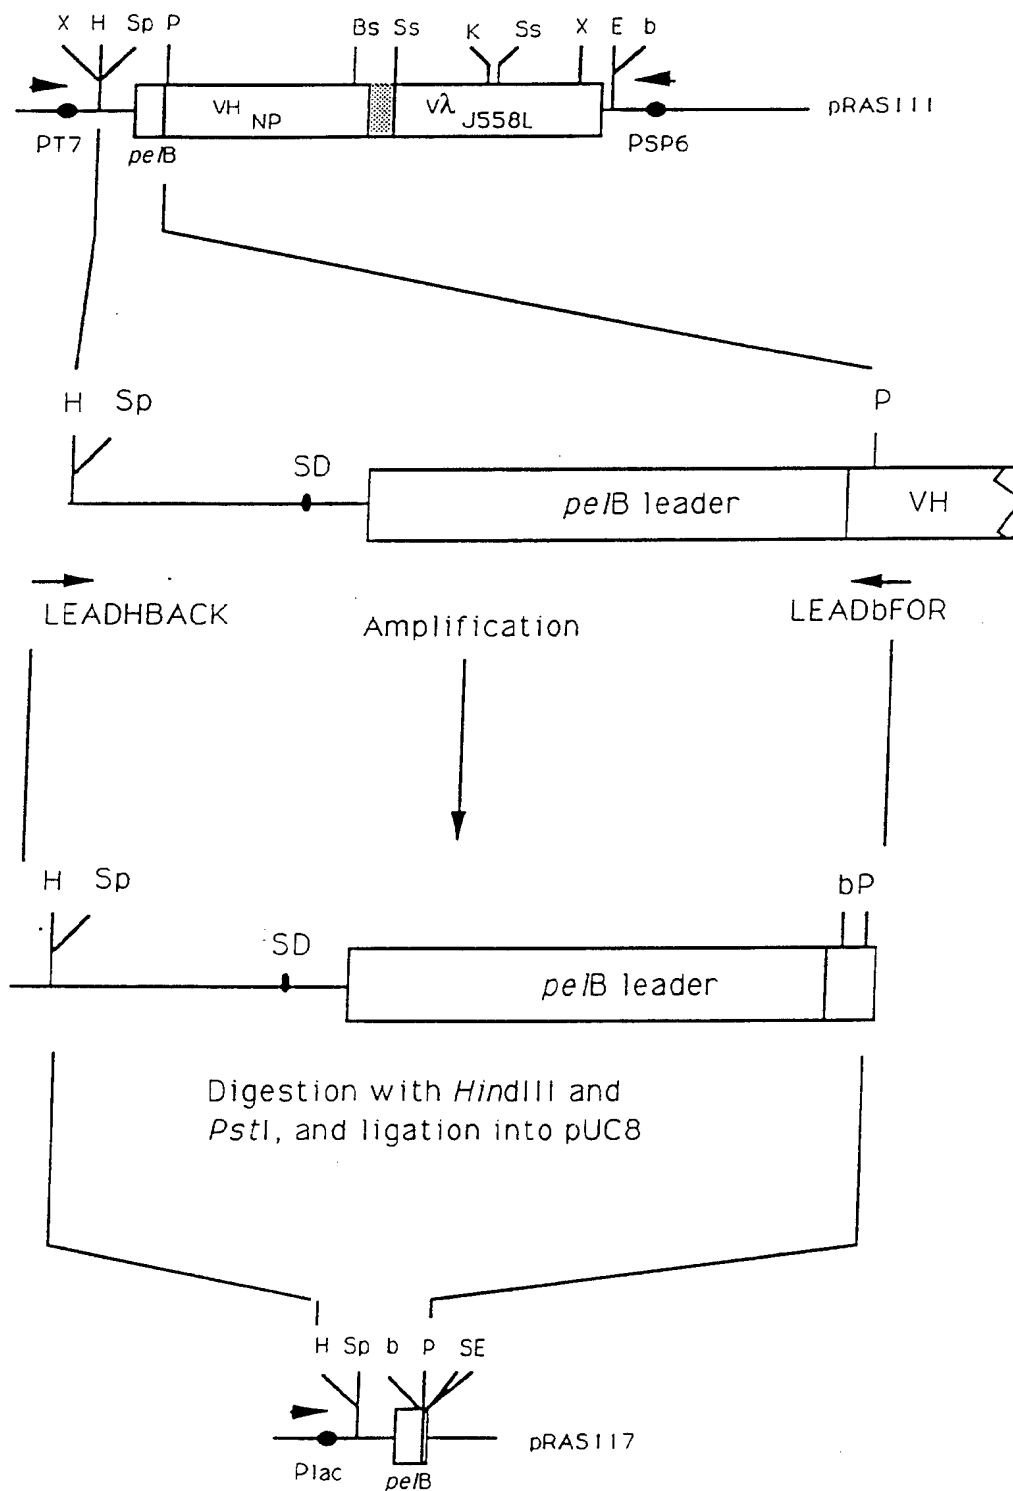 X H Sp P Bs Ss K Ss X E b
VH NP Vλ J558L pRAS111
PT7 pelB PSP6
H Sp P
SD
pelB leader VH
LEADHBACK Amplification LEADbFOR
H Sp bP
SD
pelB leader
Digestion with HindIII and
PstI, and ligation into pUC8
H Sp b P SE
pRAS117
Plac pelB